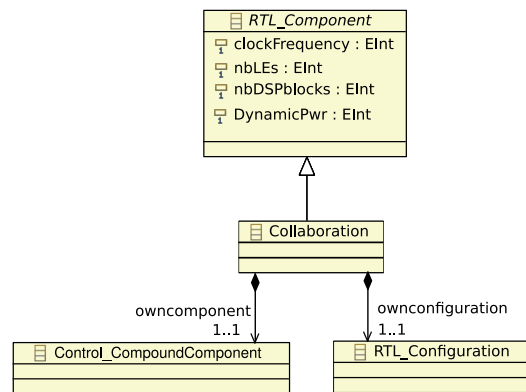 RTL_Component
clockFrequency : EInt
nbLEs : EInt
nbDSPblocks : EInt
DynamicPwr : EInt
Collaboration
owncomponent
1..1
ownconfiguration
1..1
Control_CompoundComponent
RTL_Configuration